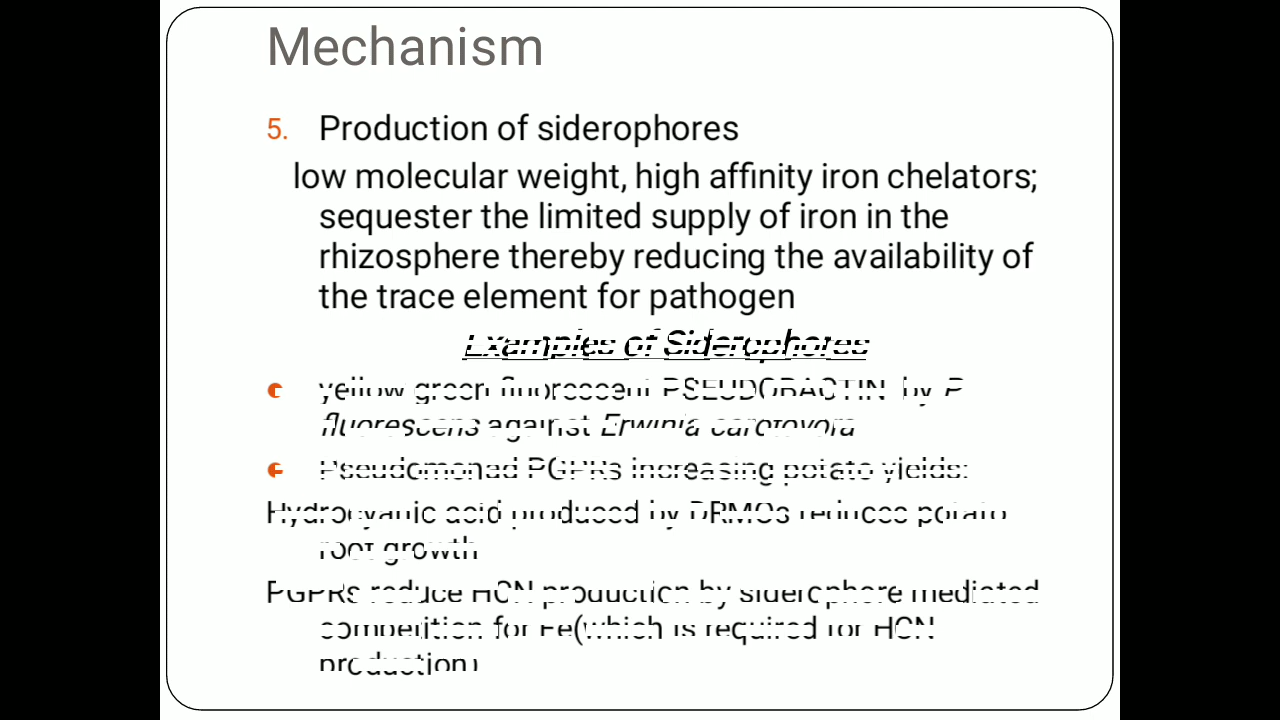 Mechanism
5. Production of siderophores
low molecular weight, high affinity iron chelators;
sequester the limited supply of iron in the
rhizosphere thereby reducing the availability of
the trace element for pathogen
Examples of Siderophores
yellow green fluorescent PSEUDOBACTIN by P
fluorescens against Erwinia carotovora
Pseudomonad PGPRs increasing potato yields:
Hydrocyanic acid produced by DRMOs reduces potato
root growth
PGPRs reduce HCN production by siderophore mediated
competition for Fe(which is required for HCN
production)